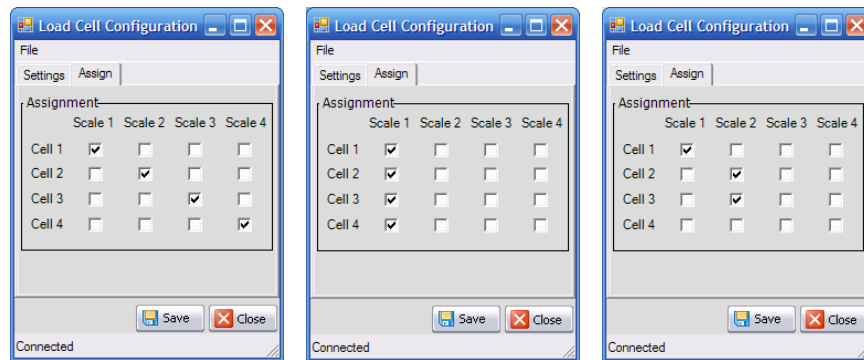 Load Cell Configuration
File
Settings Assign
Assignment
Scale 1 Scale 2 Scale 3 Scale 4
Cell 1
Cell 2
Cell 3
Cell 4
Save Close
Connected
Load Cell Configuration
File
Settings Assign
Assignment
Scale 1 Scale 2 Scale 3 Scale 4
Cell 1
Cell 2
Cell 3
Cell 4
Save Close
Connected
Load Cell Configuration
File
Settings Assign
Assignment
Scale 1 Scale 2 Scale 3 Scale 4
Cell 1
Cell 2
Cell 3
Cell 4
Save Close
Connected